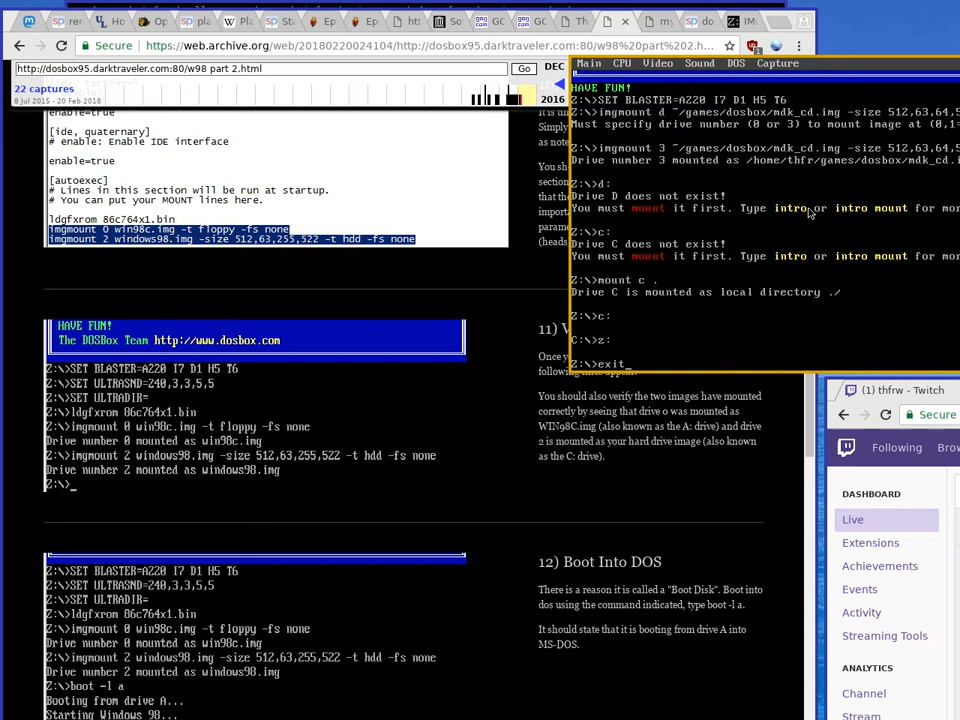 Secure
https://web.archive.org/web/20180220024104/http://dosbox95.darktraveler.com:80/w98%20part%202.h...
http://dosbox95.darktraveler.com:80/w98 part 2.html
Go
DEC
22 captures
8 Jul 2015 - 20 Feb 2018
2016
[ide, quaternary]
# enable: Enable IDE interface
enable=true
[autoexec]
# Lines in this section will be run at startup.
# You can put your MOUNT lines here.
ldgfxrom 86c764x1.bin
imgmount 0 win98c.img -t floppy -fs none
imgmount 2 windows98.img -size 512,63,255,522 -t hdd -fs none
Main CPU Video Sound DOS Capture
HAVE FUN!
Z:\>SET BLASTER=A220 I7 D1 H5 T6
Z:\>imgmount d ~/games/dosbox/mdk_cd.img -size 512,63,64,5
Must specify drive number (0 or 3) to mount image at (0,1=
Z:\>imgmount 3 ~/games/dosbox/mdk_cd.img -size 512,63,64,5
Drive number 3 mounted as /home/thfr/games/dosbox/mdk_cd.i
Z:\>d:
Drive D does not exist!
You must mount it first. Type intro or intro mount for mor
Z:\>c:
Drive C does not exist!
You must mount it first. Type intro or intro mount for mor
Z:\>mount c .
Drive C is mounted as local directory ./
Z:\>c:
C:\>z:
Z:\>exit_
HAVE FUN!
The DOSBox Team http://www.dosbox.com
Z:\>SET BLASTER=A220 I7 D1 H5 T6
Z:\>SET ULTRASND=240,3,3,5,5
Z:\>SET ULTRADIR=
Z:\>ldgfxrom 86c764x1.bin
Z:\>imgmount 0 win98c.img -t floppy -fs none
Drive number 0 mounted as win98c.img
Z:\>imgmount 2 windows98.img -size 512,63,255,522 -t hdd -fs none
Drive number 2 mounted as windows98.img
Z:\>_
11) V
Once y
following lines appear.
You should also verify the two images have mounted
correctly by seeing that drive 0 was mounted as
WIN98C.img (also known as the A: drive) and drive
2 is mounted as your hard drive image (also known
as the C: drive).
Z:\>SET BLASTER=A220 I7 D1 H5 T6
Z:\>SET ULTRASND=240,3,3,5,5
Z:\>SET ULTRADIR=
Z:\>ldgfxrom 86c764x1.bin
Z:\>imgmount 0 win98c.img -t floppy -fs none
Drive number 0 mounted as win98c.img
Z:\>imgmount 2 windows98.img -size 512,63,255,522 -t hdd -fs none
Drive number 2 mounted as windows98.img
Z:\>boot -l a
Booting from drive A...
Starting Windows 98...
12) Boot Into DOS
There is a reason it is called a "Boot Disk". Boot into
dos using the command indicated, type boot -l a.
It should state that it is booting from drive A into
MS-DOS.
(1) thfrw - Twitch
Secure
Following
Brow
DASHBOARD
Live
Extensions
Achievements
Events
Community
Streaming Tools
ANALYTICS
Channel
Stream